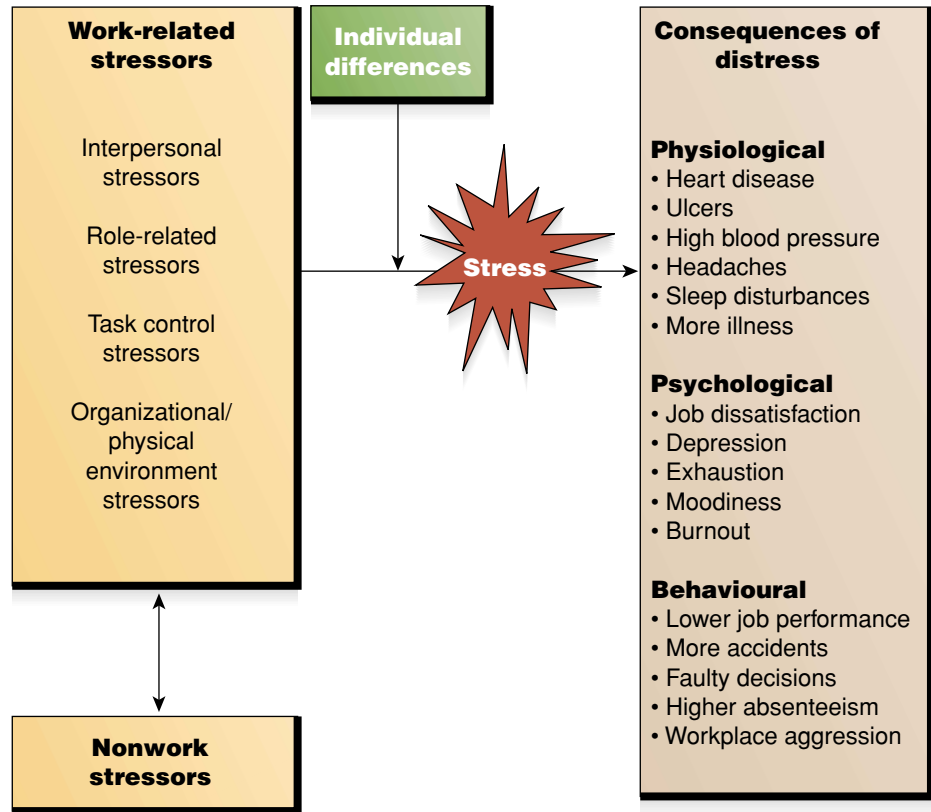 Work-related
stressors
Interpersonal
stressors
Role-related
stressors
Task control
stressors
Organizational/
physical
environment
stressors
Nonwork
stressors
Individual
differences
Stress
Consequences of
distress
Physiological
• Heart disease
• Ulcers
• High blood pressure
• Headaches
• Sleep disturbances
• More illness
Psychological
• Job dissatisfaction
• Depression
• Exhaustion
• Moodiness
• Burnout
Behavioural
• Lower job performance
• More accidents
• Faulty decisions
• Higher absenteeism
• Workplace aggression